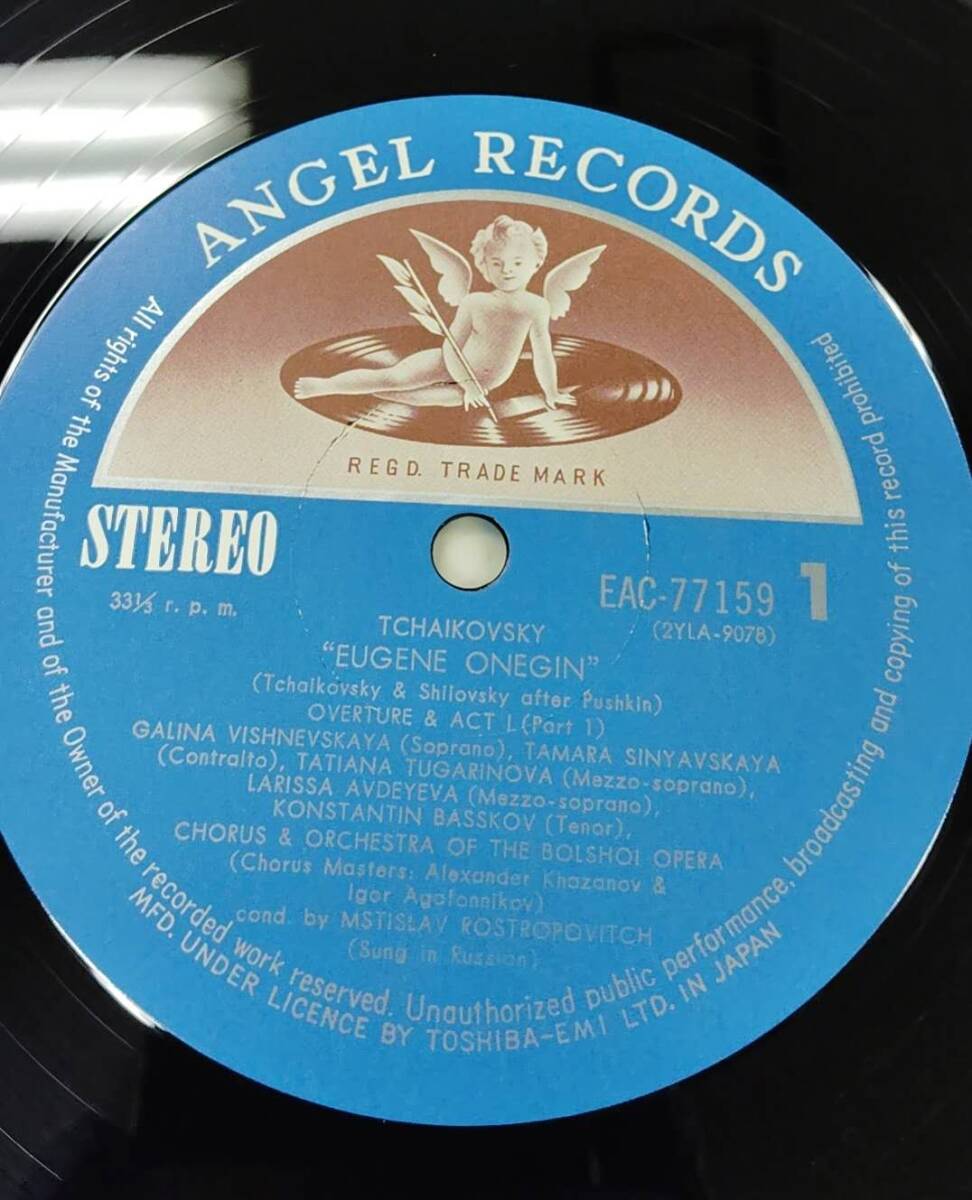 ANGEL RECORDS
REGD. TRADE MARK
STEREO
33⅓ r. p. m.
EAC-77159 1
(2YLA-9078)
TCHAIKOVSKY
“EUGENE ONEGIN”
(Tchaikovsky & Shilovsky after Pushkin)
OVERTURE & ACT I.(Part 1)
GALINA VISHNEVSKAYA (Soprano), TAMARA SINYAVSKAYA
(Contralto), TATIANA TUGARINOVA (Mezzo-soprano),
LARISSA AVDEYEVA (Mezzo-soprano),
KONSTANTIN BASSKOV (Tenor),
CHORUS & ORCHESTRA OF THE BOLSHOI OPERA
(Chorus Masters: Alexander Khazanov &
Igor Agafonnikov)
cond. by MSTISLAV ROSTROPOVITCH
(Sung in Russian)
All rights of the Manufacturer and of the Owner of the recorded work reserved. Unauthorized public performance, broadcasting and copying of this record prohibited
MFD. UNDER LICENCE BY TOSHIBA-EMI LTD. IN JAPAN